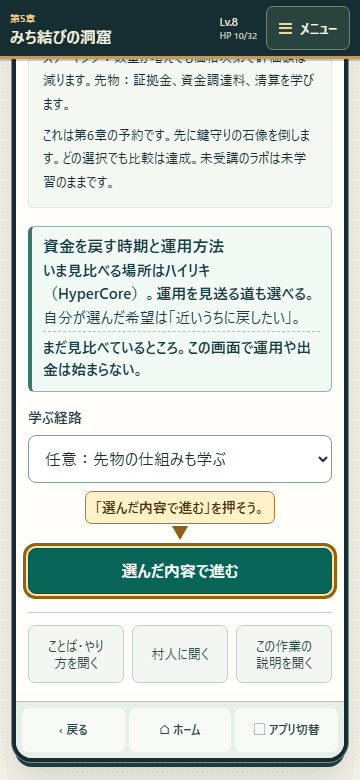 第5章
みち結びの洞窟
Lv.8
HP 10/32
メニュー
減ります。先物：証拠金、資金調達料、清算を学び
ます。
これは第6章の予約です。先に鍵守りの石像を倒しま
す。どの選択でも比較は達成。未受講のラボは未学
習のままです。
資金を戻す時期と運用方法
いま見比べる場所はハイリキ
（HyperCore）。運用を見送る道も選べる。
自分が選んだ希望は「近いうちに戻したい」。
まだ見比べているところ。この画面で運用や出
金は始まらない。
学ぶ経路
任意：先物の仕組みも学ぶ
「選んだ内容で進む」を押そう。
選んだ内容で進む
ことば・やり
方を聞く
村人に聞く
この作業の
説明を聞く
‹ 戻る
ホーム
アプリ切替